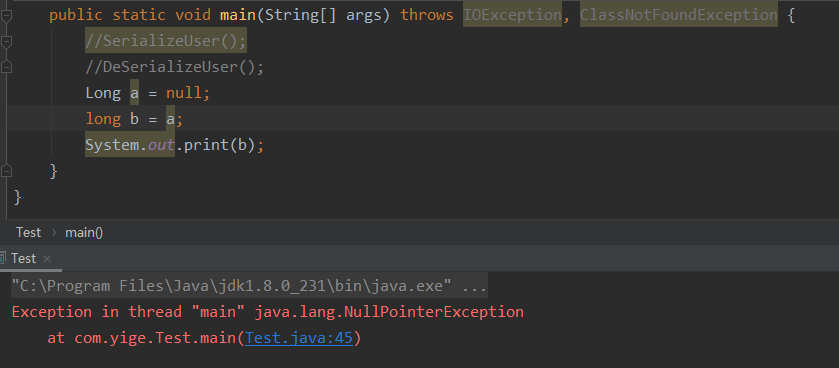 public static void main(String[] args) throws IOException, ClassNotFoundException {
//SerializeUser();
//DeSerializeUser();
Long a = null;
long b = a;
System.out.print(b);
}
}
Test › main()
Test ×
"C:\Program Files\Java\jdk1.8.0_231\bin\java.exe" ...
Exception in thread "main" java.lang.NullPointerException
at com.yige.Test.main(Test.java:45)